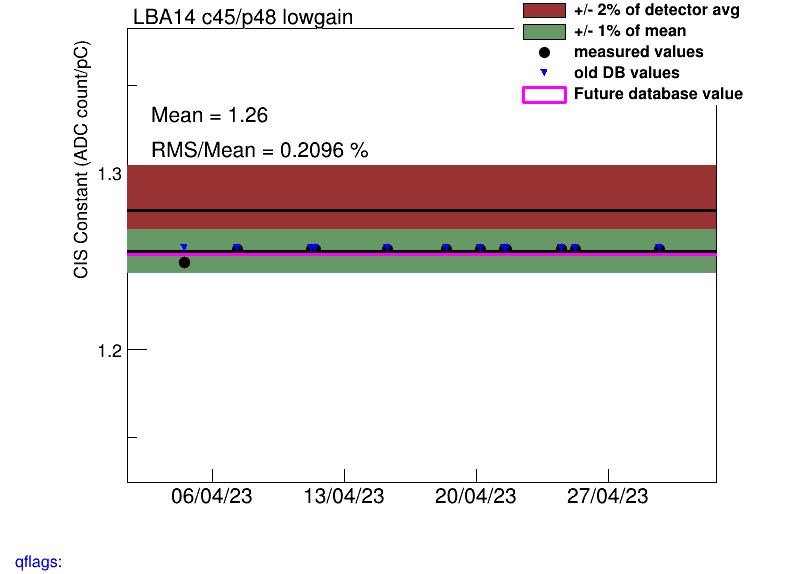 LBA14 c45/p48 lowgain
+/- 2% of detector avg
+/- 1% of mean
measured values
old DB values
Future database value
CIS Constant (ADC count/pC)
Mean = 1.26
RMS/Mean = 0.2096 %
1.3
1.2
06/04/23 13/04/23 20/04/23 27/04/23
qflags: